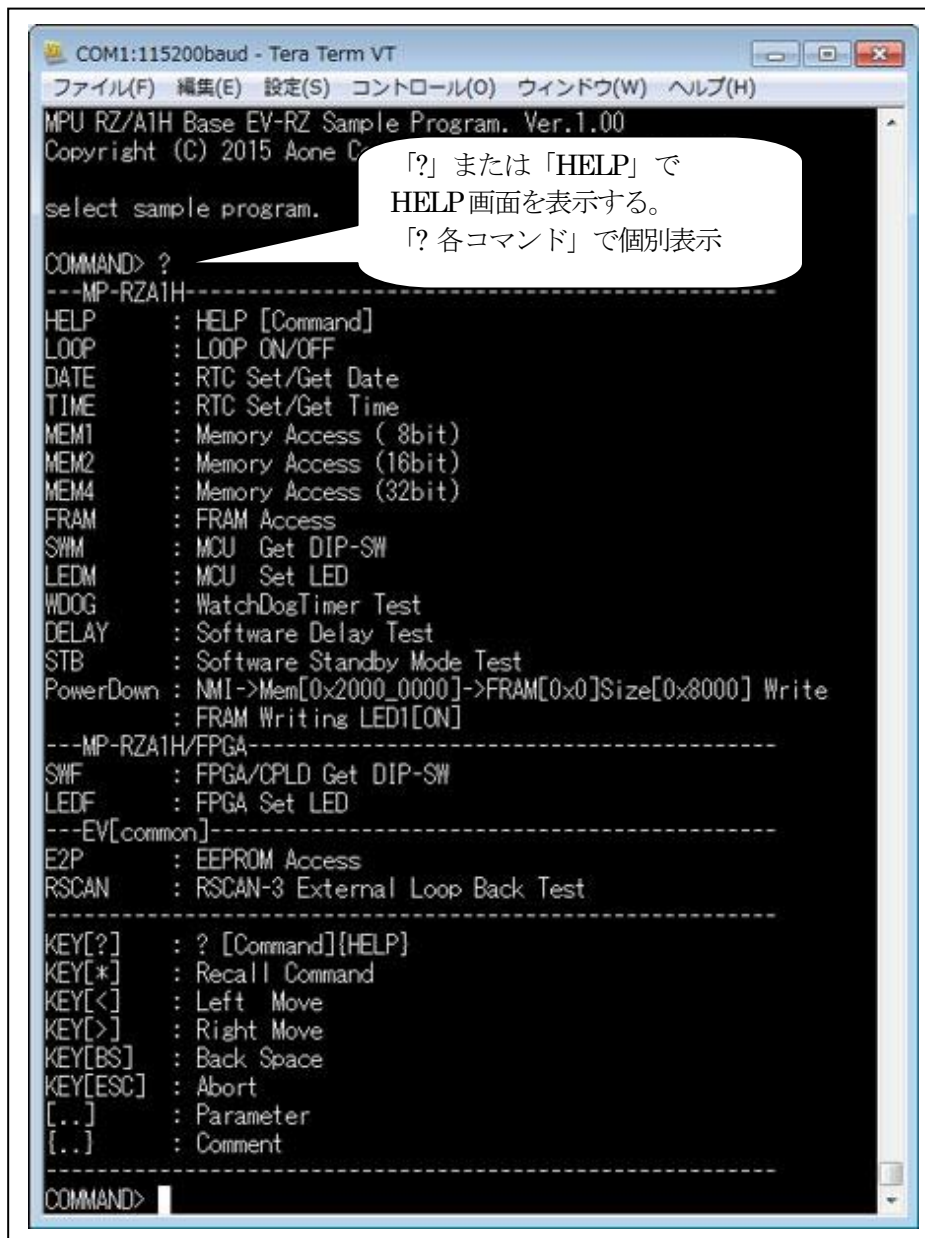 COM1:115200baud - Tera Term VT
ファイル(F) 編集(E) 設定(S) コントロール(O) ウィンドウ(W) ヘルプ(H)
MPU RZ/A1H Base EV-RZ Sample Program. Ver.1.00
Copyright (C) 2015 Aone
「?」または「HELP」で
HELP画面を表示する。
「? 各コマンド」で個別表示
select sample program.
COMMAND> ?
---MP-RZA1H-------------------------------------------------
HELP : HELP [Command]
LOOP : LOOP ON/OFF
DATE : RTC Set/Get Date
TIME : RTC Set/Get Time
MEM1 : Memory Access ( 8bit)
MEM2 : Memory Access (16bit)
MEM4 : Memory Access (32bit)
FRAM : FRAM Access
SWM : MCU Get DIP-SW
LEDM : MCU Set LED
WDOG : WatchDogTimer Test
DELAY : Software Delay Test
STB : Software Standby Mode Test
PowerDown : NMI->Mem[0x2000_0000]->FRAM[0x0]Size[0x8000] Write
: FRAM Writing LED1[ON]
---MP-RZA1H/FPGA--------------------------------------------
SWF : FPGA/CPLD Get DIP-SW
LEDF : FPGA Set LED
---EV[common]-----------------------------------------------
E2P : EEPROM Access
RSCAN : RSCAN-3 External Loop Back Test
------------------------------------------------------------
KEY[?] : ? [Command]{HELP}
KEY[*] : Recall Command
KEY[<] : Left Move
KEY[>] : Right Move
KEY[BS] : Back Space
KEY[ESC] : Abort
[..] : Parameter
{..} : Comment
------------------------------------------------------------
COMMAND>